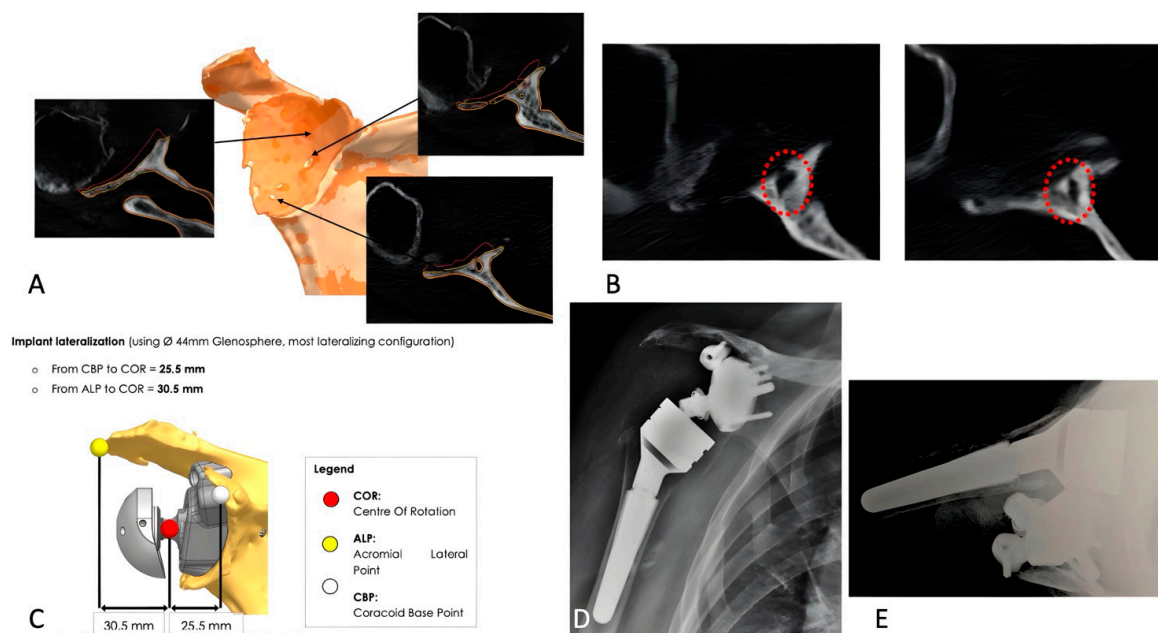 A
B
Implant lateralization (using Ø 44mm Glenosphere, most lateralizing configuration)
o From CBP to COR = 25.5 mm
o From ALP to COR = 30.5 mm
Legend
COR:
Centre Of Rotation
ALP:
Acromial Lateral
Point
CBP:
Coracoid Base Point
C
30.5 mm
25.5 mm
D
E